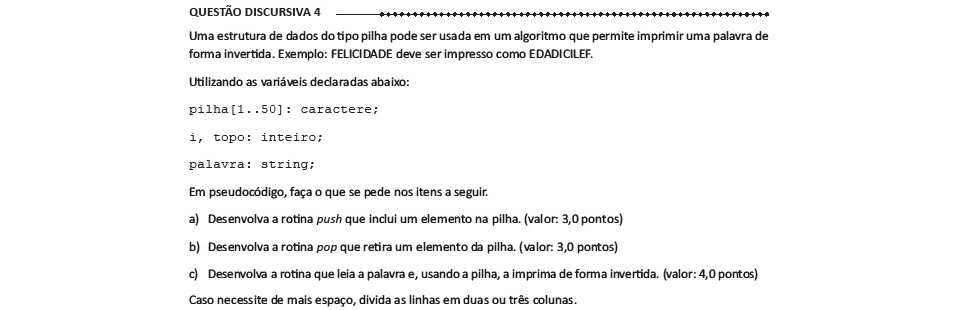 QUESTÃO DISCURSIVA 4
Uma estrutura de dados do tipo pilha pode ser usada em um algoritmo que permite imprimir uma palavra de
forma invertida. Exemplo: FELICIDADE deve ser impresso como EDADICILEF.
Utilizando as variáveis declaradas abaixo:
pilha[1..50]: caractere;
i, topo: inteiro;
palavra: string;
Em pseudocódigo, faça o que se pede nos itens a seguir.
a) Desenvolva a rotina push que inclui um elemento na pilha. (valor: 3,0 pontos)
b) Desenvolva a rotina pop que retira um elemento da pilha. (valor: 3,0 pontos)
c) Desenvolva a rotina que leia a palavra e, usando a pilha, a imprima de forma invertida. (valor: 4,0 pontos)
Caso necessite de mais espaço, divida as linhas em duas ou três colunas.